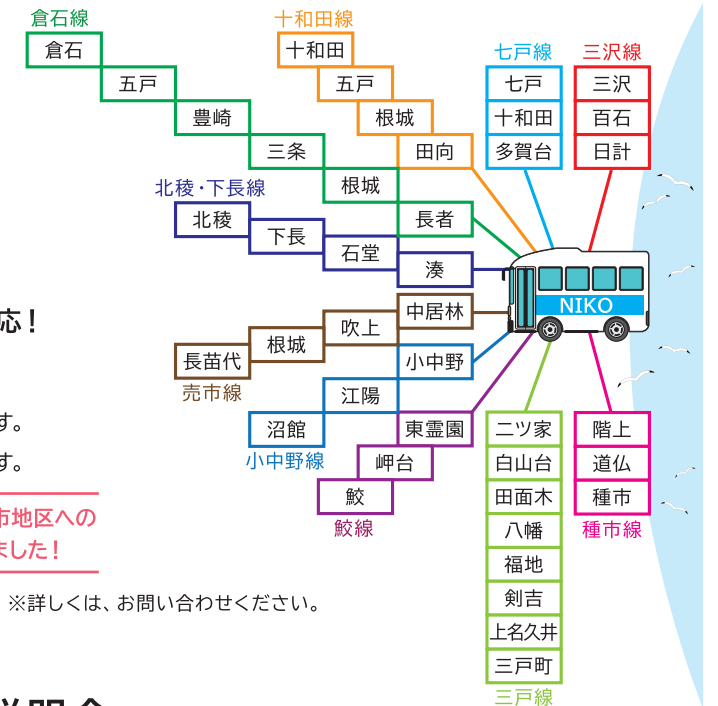 倉石線
倉石
五戸
豊崎
三条
根城
長者
十和田線
十和田
五戸
根城
田向
七戸線
七戸
十和田
多賀台
三沢線
三沢
百石
日計
北稜・下長線
北稜
下長
石堂
湊
NIKO
中居林
吹上
根城
長苗代
売市線
小中野
江陽
沼館
小中野線
東霊園
岬台
鮫
鮫線
二ツ家
白山台
田面木
八幡
福地
剣吉
上名久井
三戸町
三戸線
階上
道仏
種市
種市線
応！
す。
す。
市地区への
ました！
※詳しくは、お問い合わせください。